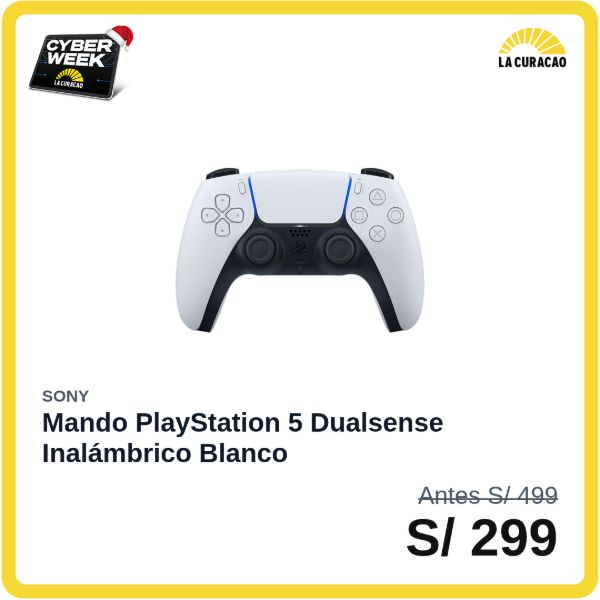 CYBER
WEEK
LA CURACAO
LA CURACAO
SONY
Mando PlayStation 5 Dualsense
Inalámbrico Blanco
Antes S/ 499
S/ 299